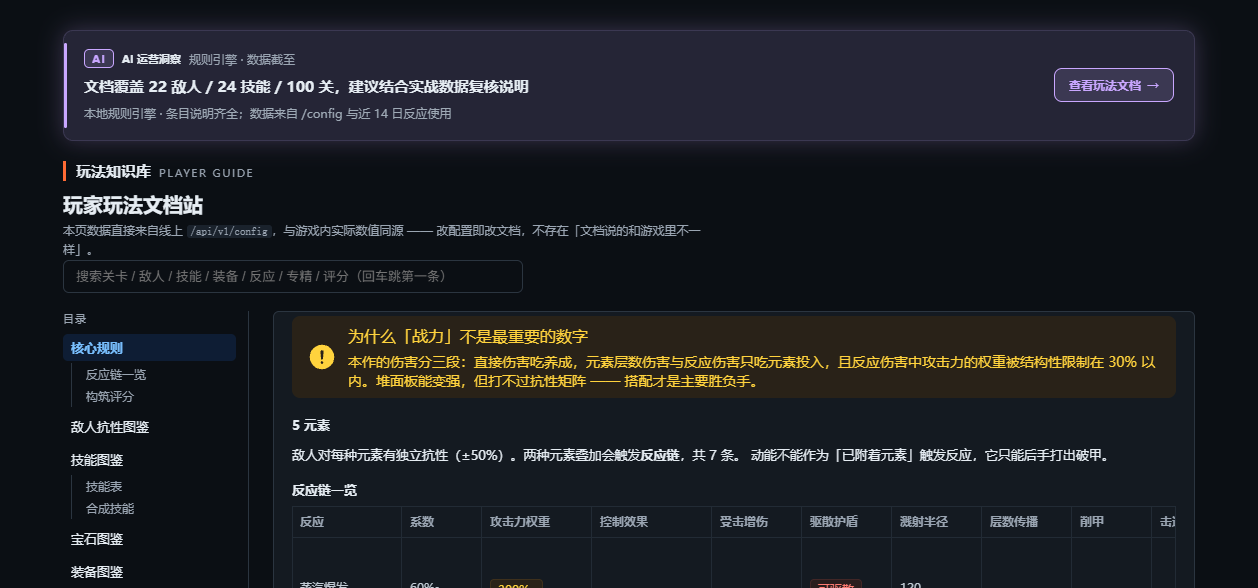 AI AI 运营洞察 规则引擎 · 数据截至
文档覆盖 22 敌人 / 24 技能 / 100 关，建议结合实战数据复核说明
本地规则引擎 · 条目说明齐全；数据来自 /config 与近 14 日反应使用
查看玩法文档 →
玩法知识库 PLAYER GUIDE
玩家玩法文档站
本页数据直接来自线上 /api/v1/config，与游戏内实际数值同源 —— 改配置即改文档，不存在「文档说的和游戏里不一
样」。
搜索关卡 / 敌人 / 技能 / 装备 / 反应 / 专精 / 评分（回车跳第一条）
目录
核心规则
反应链一览
构筑评分
敌人抗性图鉴
技能图鉴
技能表
合成技能
宝石图鉴
装备图鉴
为什么「战力」不是最重要的数字
本作的伤害分三段：直接伤害吃养成，元素层数伤害与反应伤害只吃元素投入，且反应伤害中攻击力的权重被结构性限制在 30% 以
内。堆面板能变强，但打不过抗性矩阵 —— 搭配才是主要胜负手。
5 元素
敌人对每种元素有独立抗性（±50%）。两种元素叠加会触发反应链，共 7 条。 动能不能作为「已附着元素」触发反应，它只能后手打出破甲。
反应链一览
反应 系数 攻击力权重 控制效果 受击增伤 驱散护盾 溅射半径 层数传播 削甲
120